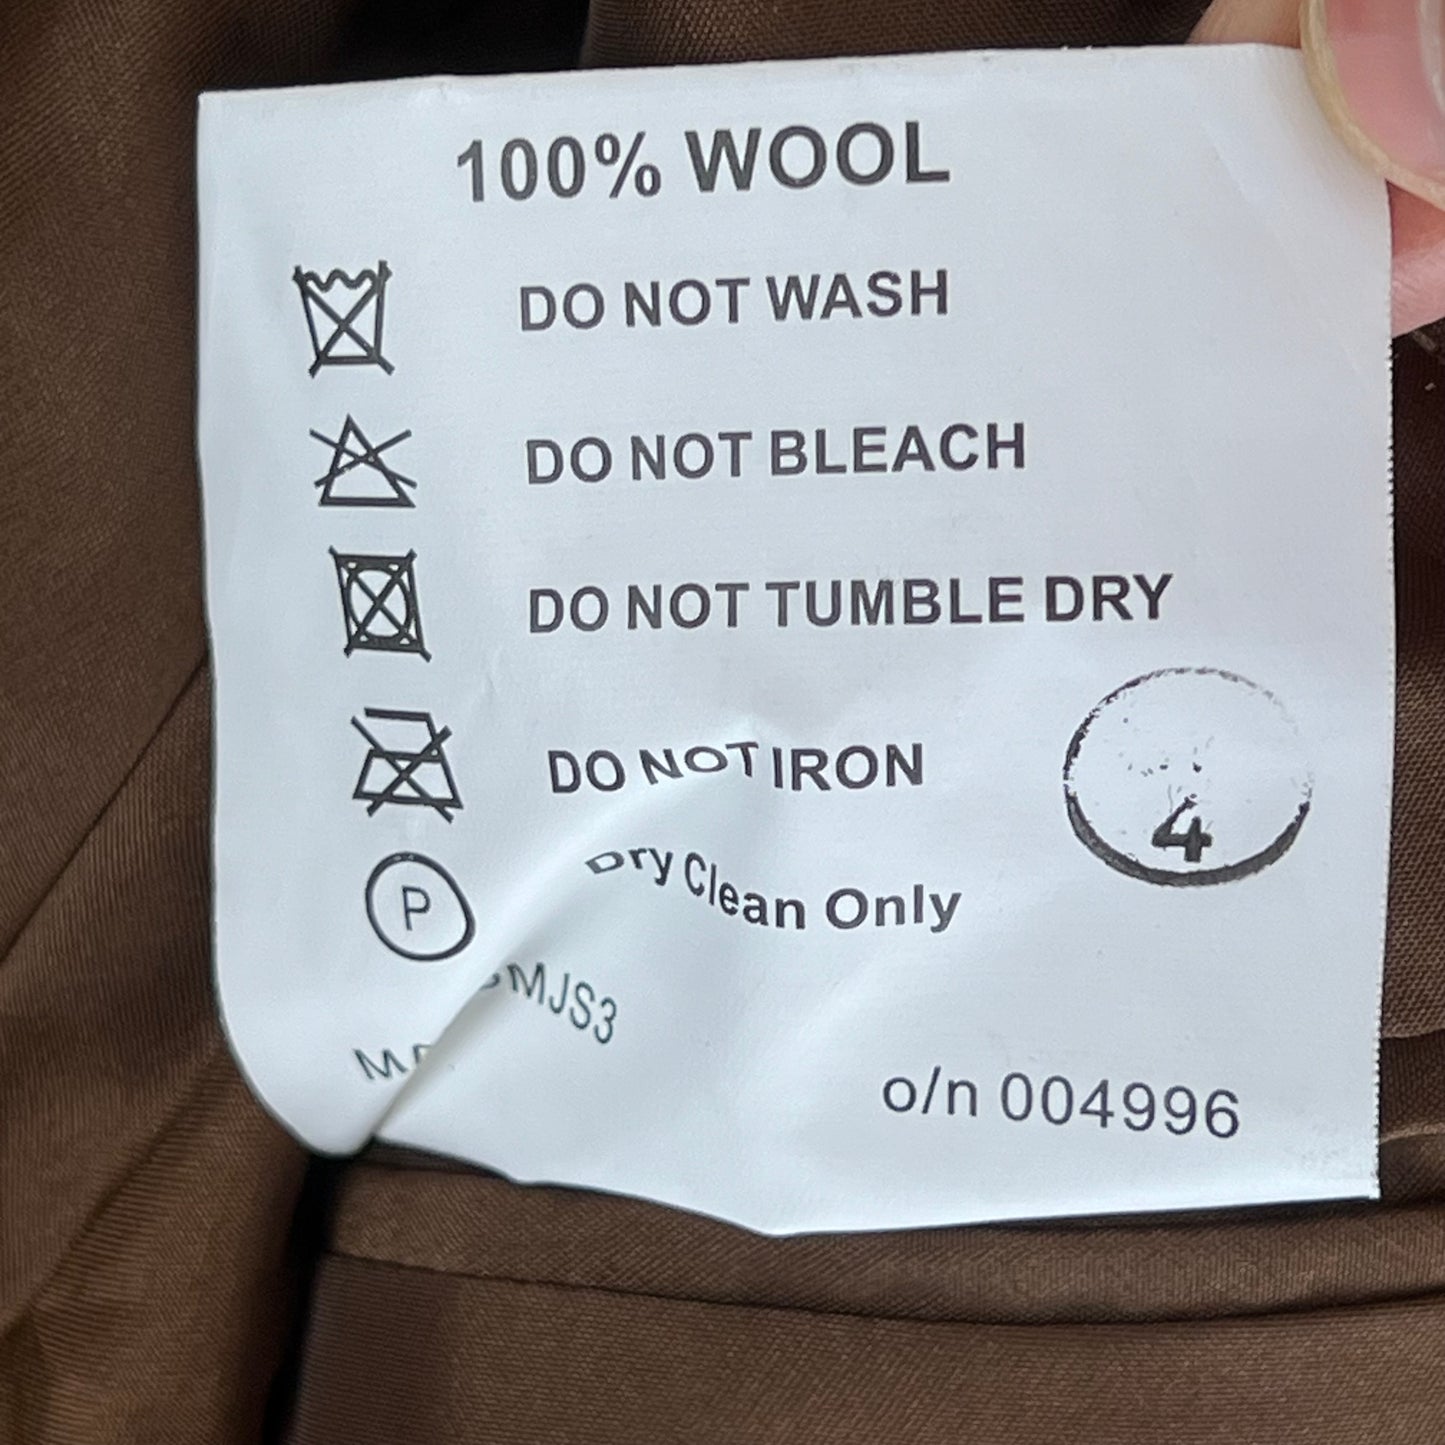 100% WOOL
DO NOT WASH
DO NOT BLEACH
DO NOT TUMBLE DRY
DO NOT IRON
4
P
Dry Clean Only
o/n 004996